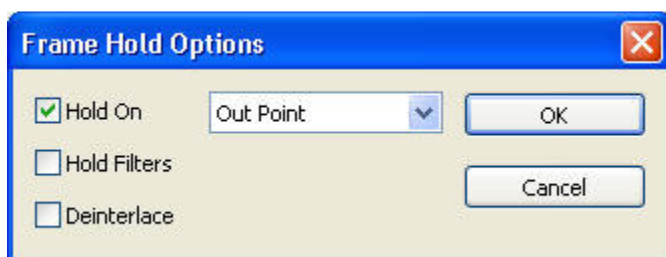 Frame Hold Options
Hold On Out Point OK
Hold Filters
Cancel
Deinterlace